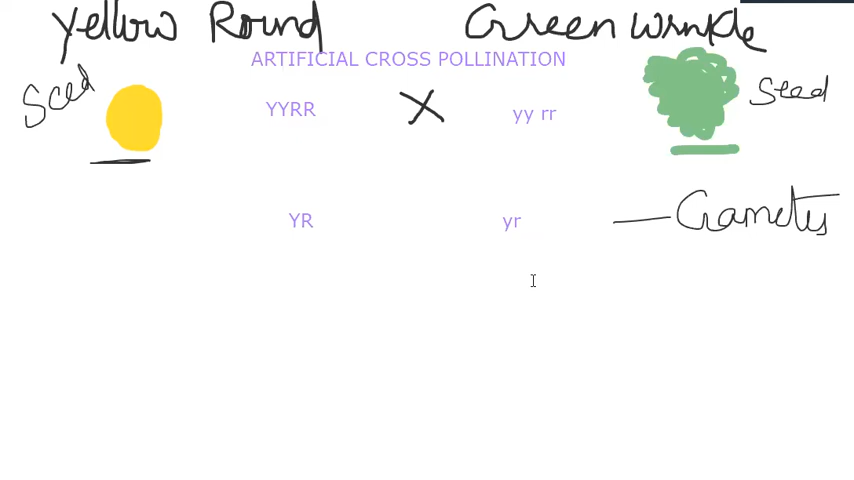 Yellow Round Green Wrinkle
ARTIFICIAL CROSS POLLINATION
Seed YYRR X yy rr Seed
YR yr — Gametes